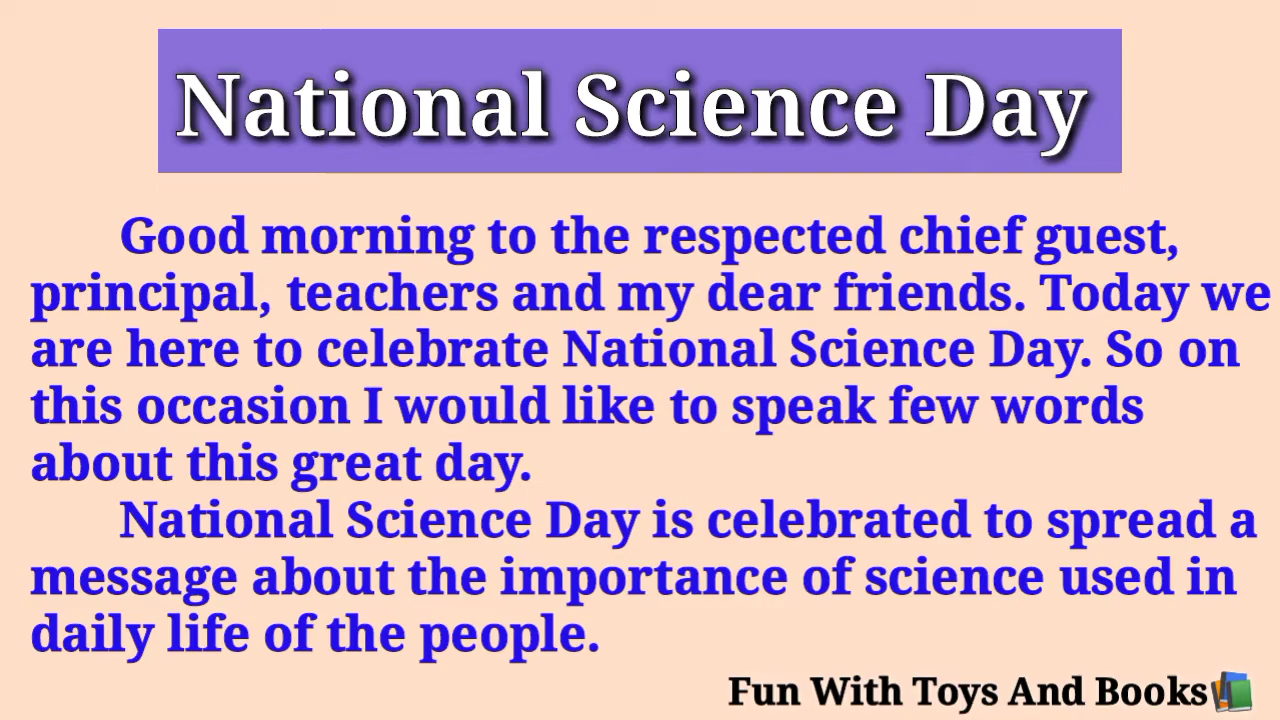 National Science Day
Good morning to the respected chief guest,
principal, teachers and my dear friends. Today we
are here to celebrate National Science Day. So on
this occasion I would like to speak few words
about this great day.
National Science Day is celebrated to spread a
message about the importance of science used in
daily life of the people.
Fun With Toys And Books